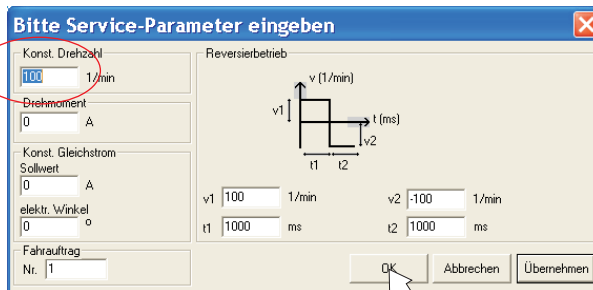 Bitte Service-Parameter eingeben
Konst. Drehzahl
100 1/min
Drehmoment
0 A
Konst. Gleichstrom
Sollwert
0 A
elektr. Winkel
0 °
Fahrauftrag
Nr. 1
Reversierbetrieb
v (1/min)
v1
t (ms)
v2
t1 t2
v1 100 1/min v2 -100 1/min
t1 1000 ms t2 1000 ms
OK Abbrechen Übernehmen